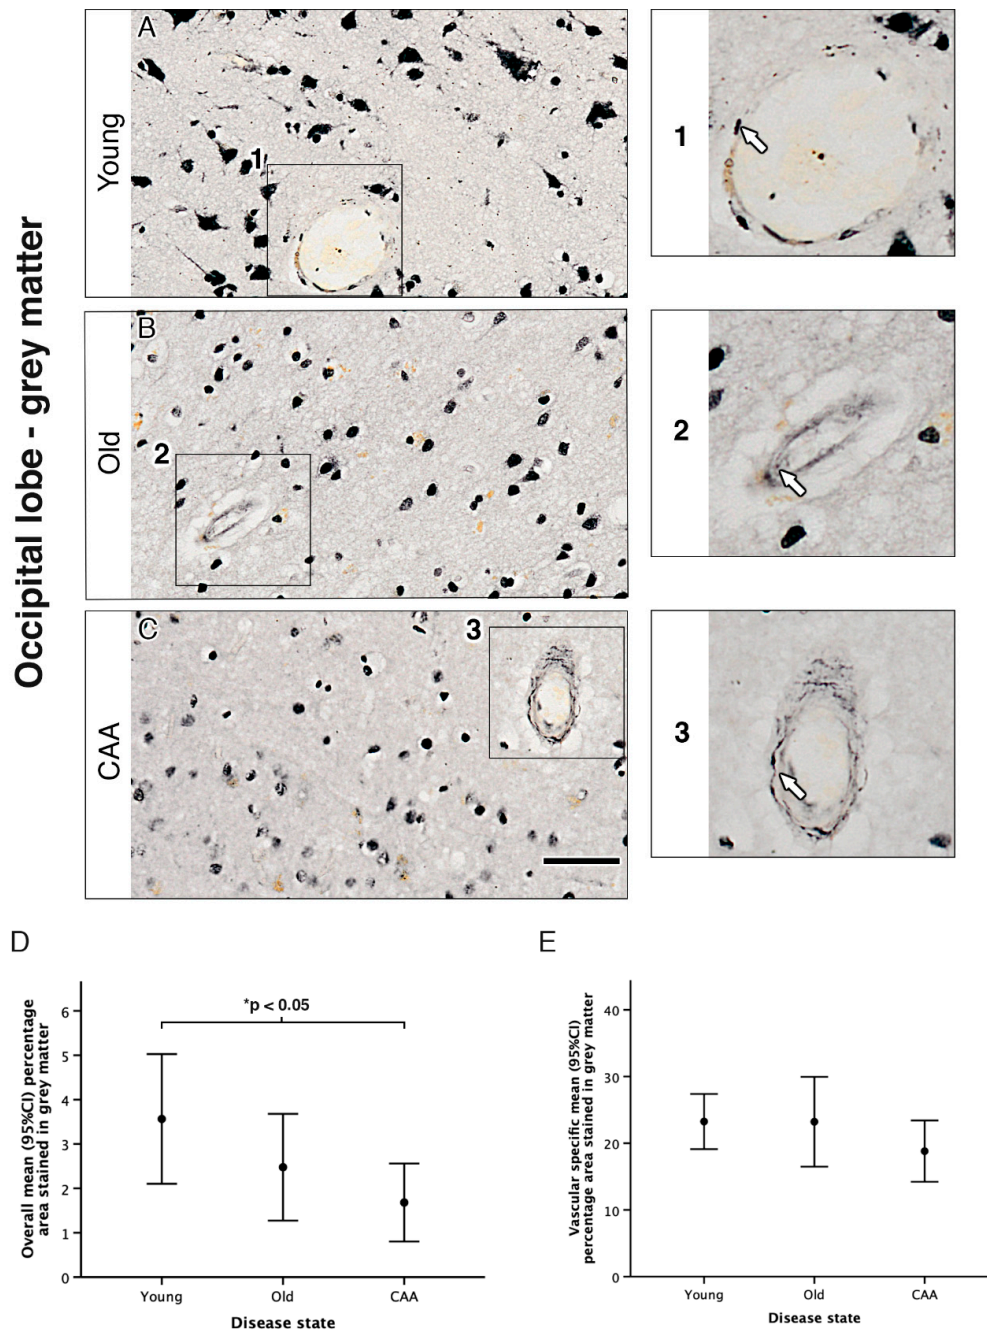 Occipital lobe - grey matter
Young
A
1
1
Old
B
2
2
CAA
C
3
3
D
Overall mean (95%CI) percentage
area stained in grey matter
*p < 0.05
6
5
4
3
2
1
0
Young Old CAA
Disease state
E
Vascular specific mean (95%CI)
percentage area stained in grey matter
40
30
20
10
0
Young Old CAA
Disease state